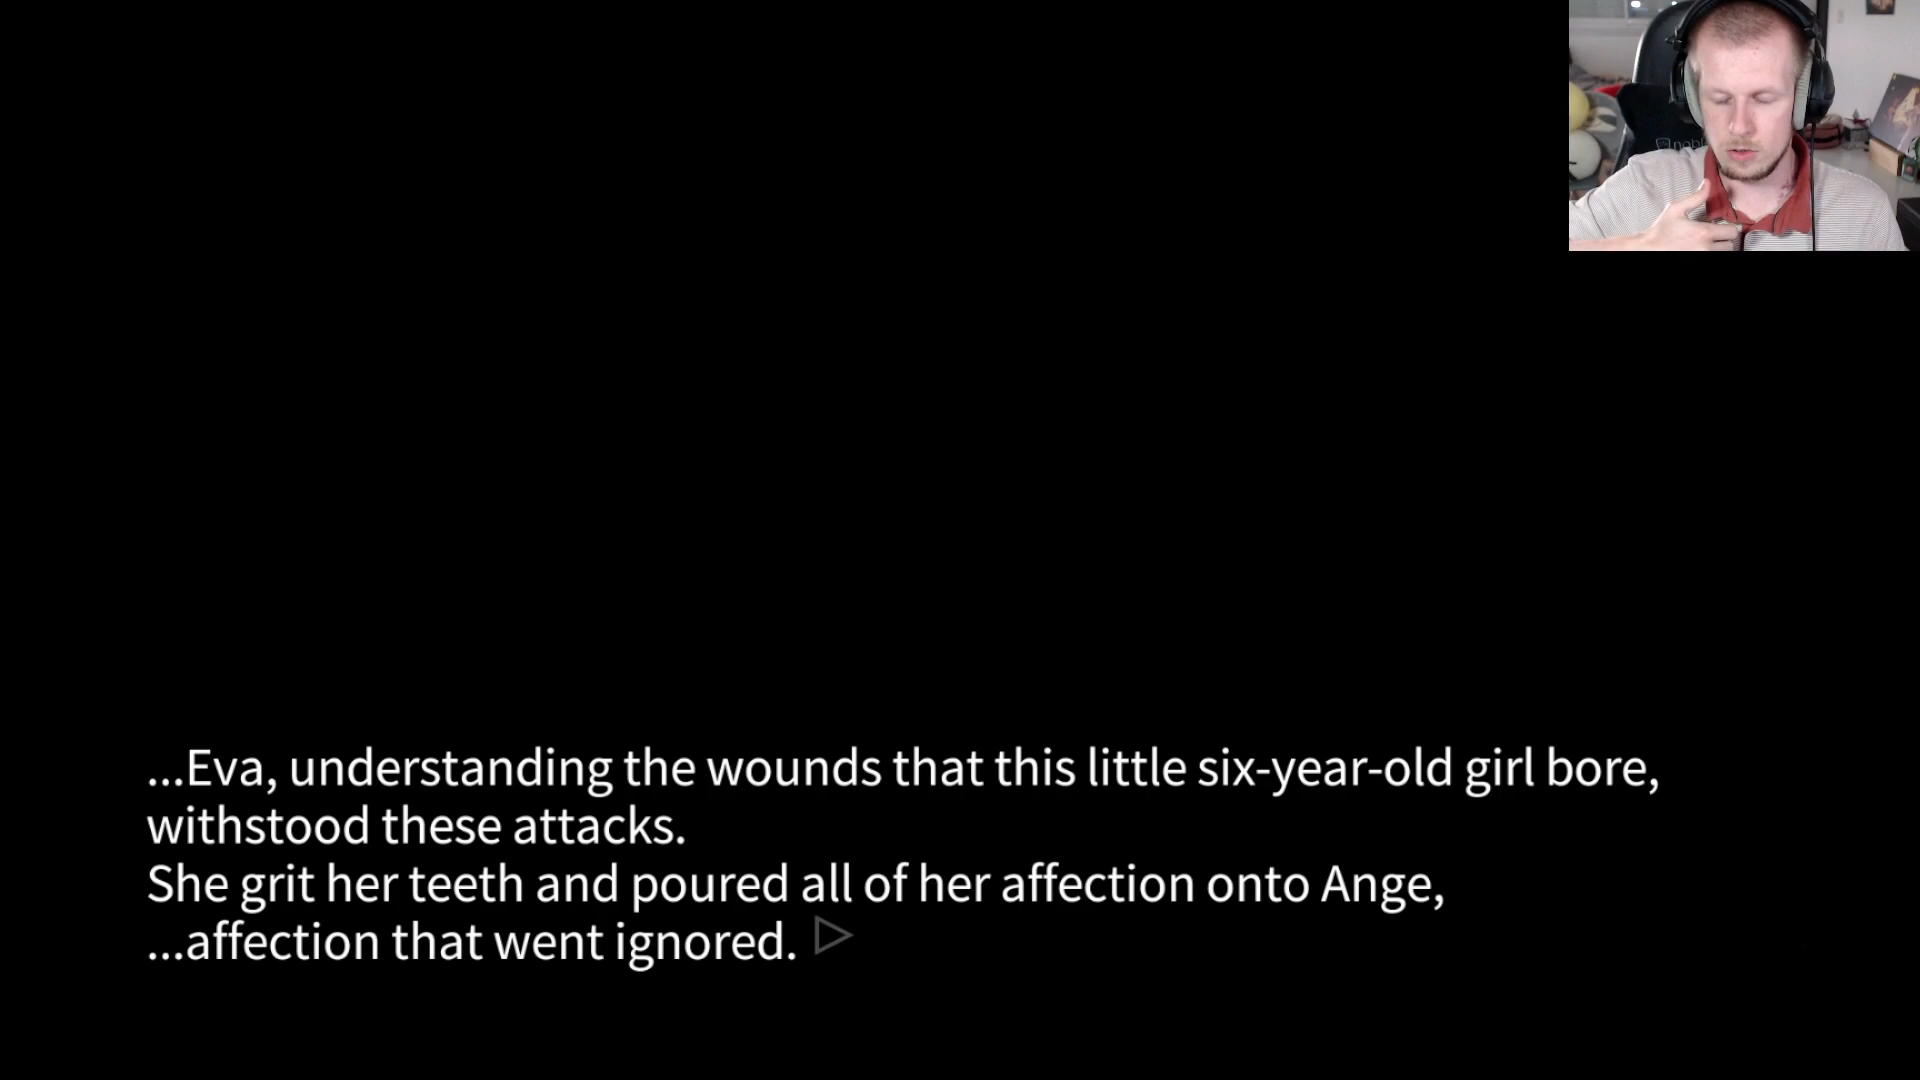 ...Eva, understanding the wounds that this little six-year-old girl bore,
withstood these attacks.
She grit her teeth and poured all of her affection onto Ange,
...affection that went ignored.